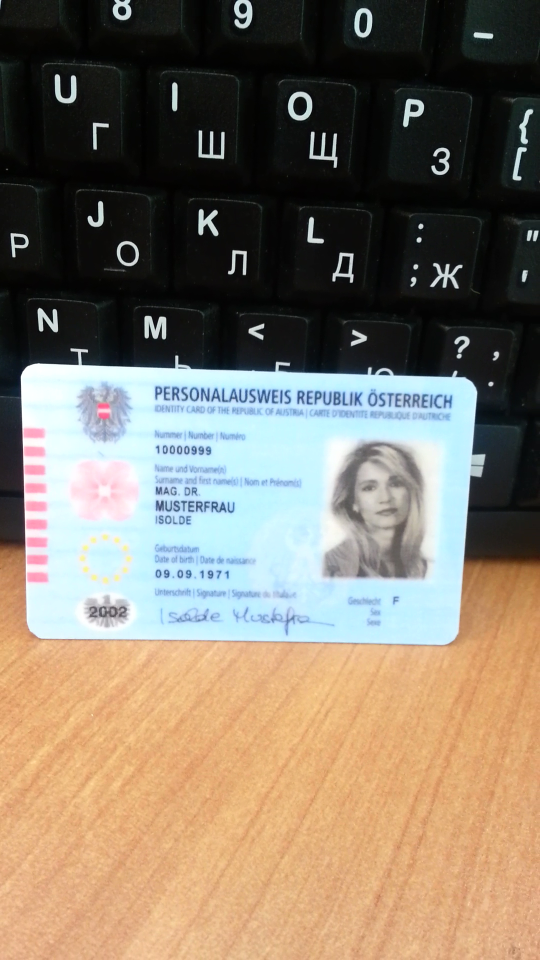 8 9 0 _
U Г I Ш O Щ P З { [
Р J О K Л L Д : ; Ж " '
N Т M < > ? , .
PERSONALAUSWEIS REPUBLIK ÖSTERREICH
IDENTITY CARD OF THE REPUBLIC OF AUSTRIA | CARTE D'IDENTITE REPUBLIQUE D'AUTRICHE
Nummer | Number | Numéro
10000999
Name und Vorname(n)
Surname and first name(s) | Nom et Prénom(s)
MAG. DR.
MUSTERFRAU
ISOLDE
Geburtsdatum
Date of birth | Date de naissance
09.09.1971
Unterschrift | Signature | Signature du titulaire
Isolde Musterfra
Geschlecht F
Sex
Sexe
2002